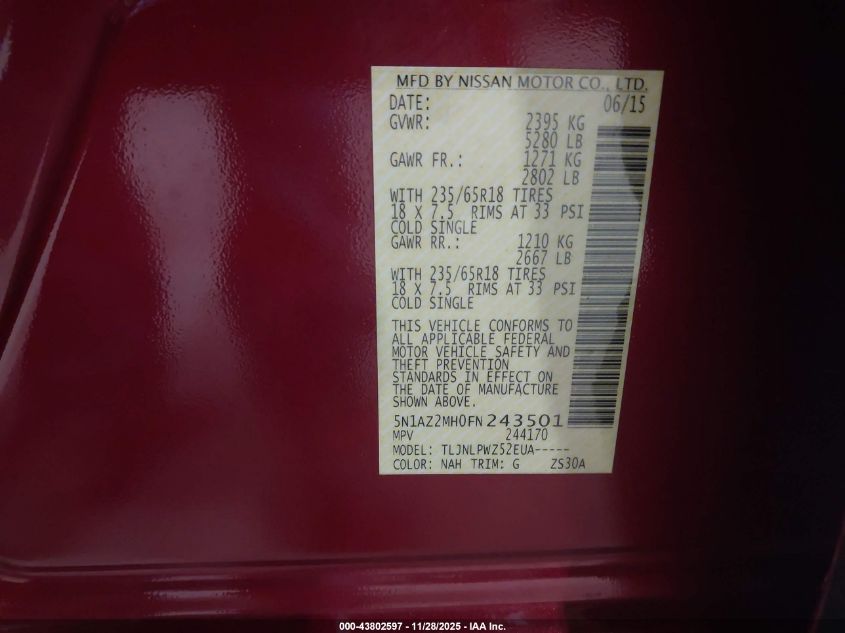 MFD BY NISSAN MOTOR CO., LTD.
DATE: 06/15
GVWR: 2395 KG
5280 LB
GAWR FR.: 1271 KG
2802 LB
WITH 235/65R18 TIRES
18 X 7.5 RIMS AT 33 PSI
COLD SINGLE
GAWR RR.: 1210 KG
2667 LB
WITH 235/65R18 TIRES
18 X 7.5 RIMS AT 33 PSI
COLD SINGLE
THIS VEHICLE CONFORMS TO
ALL APPLICABLE FEDERAL
MOTOR VEHICLE SAFETY AND
THEFT PREVENTION
STANDARDS IN EFFECT ON
THE DATE OF MANUFACTURE
SHOWN ABOVE.
5N1AZ2MH0FN243501
MPV 244170
MODEL: TLJNLPWZ52EUA-----
COLOR: NAH TRIM: G ZS30A
000-43802597 - 11/28/2025 - IAA Inc.